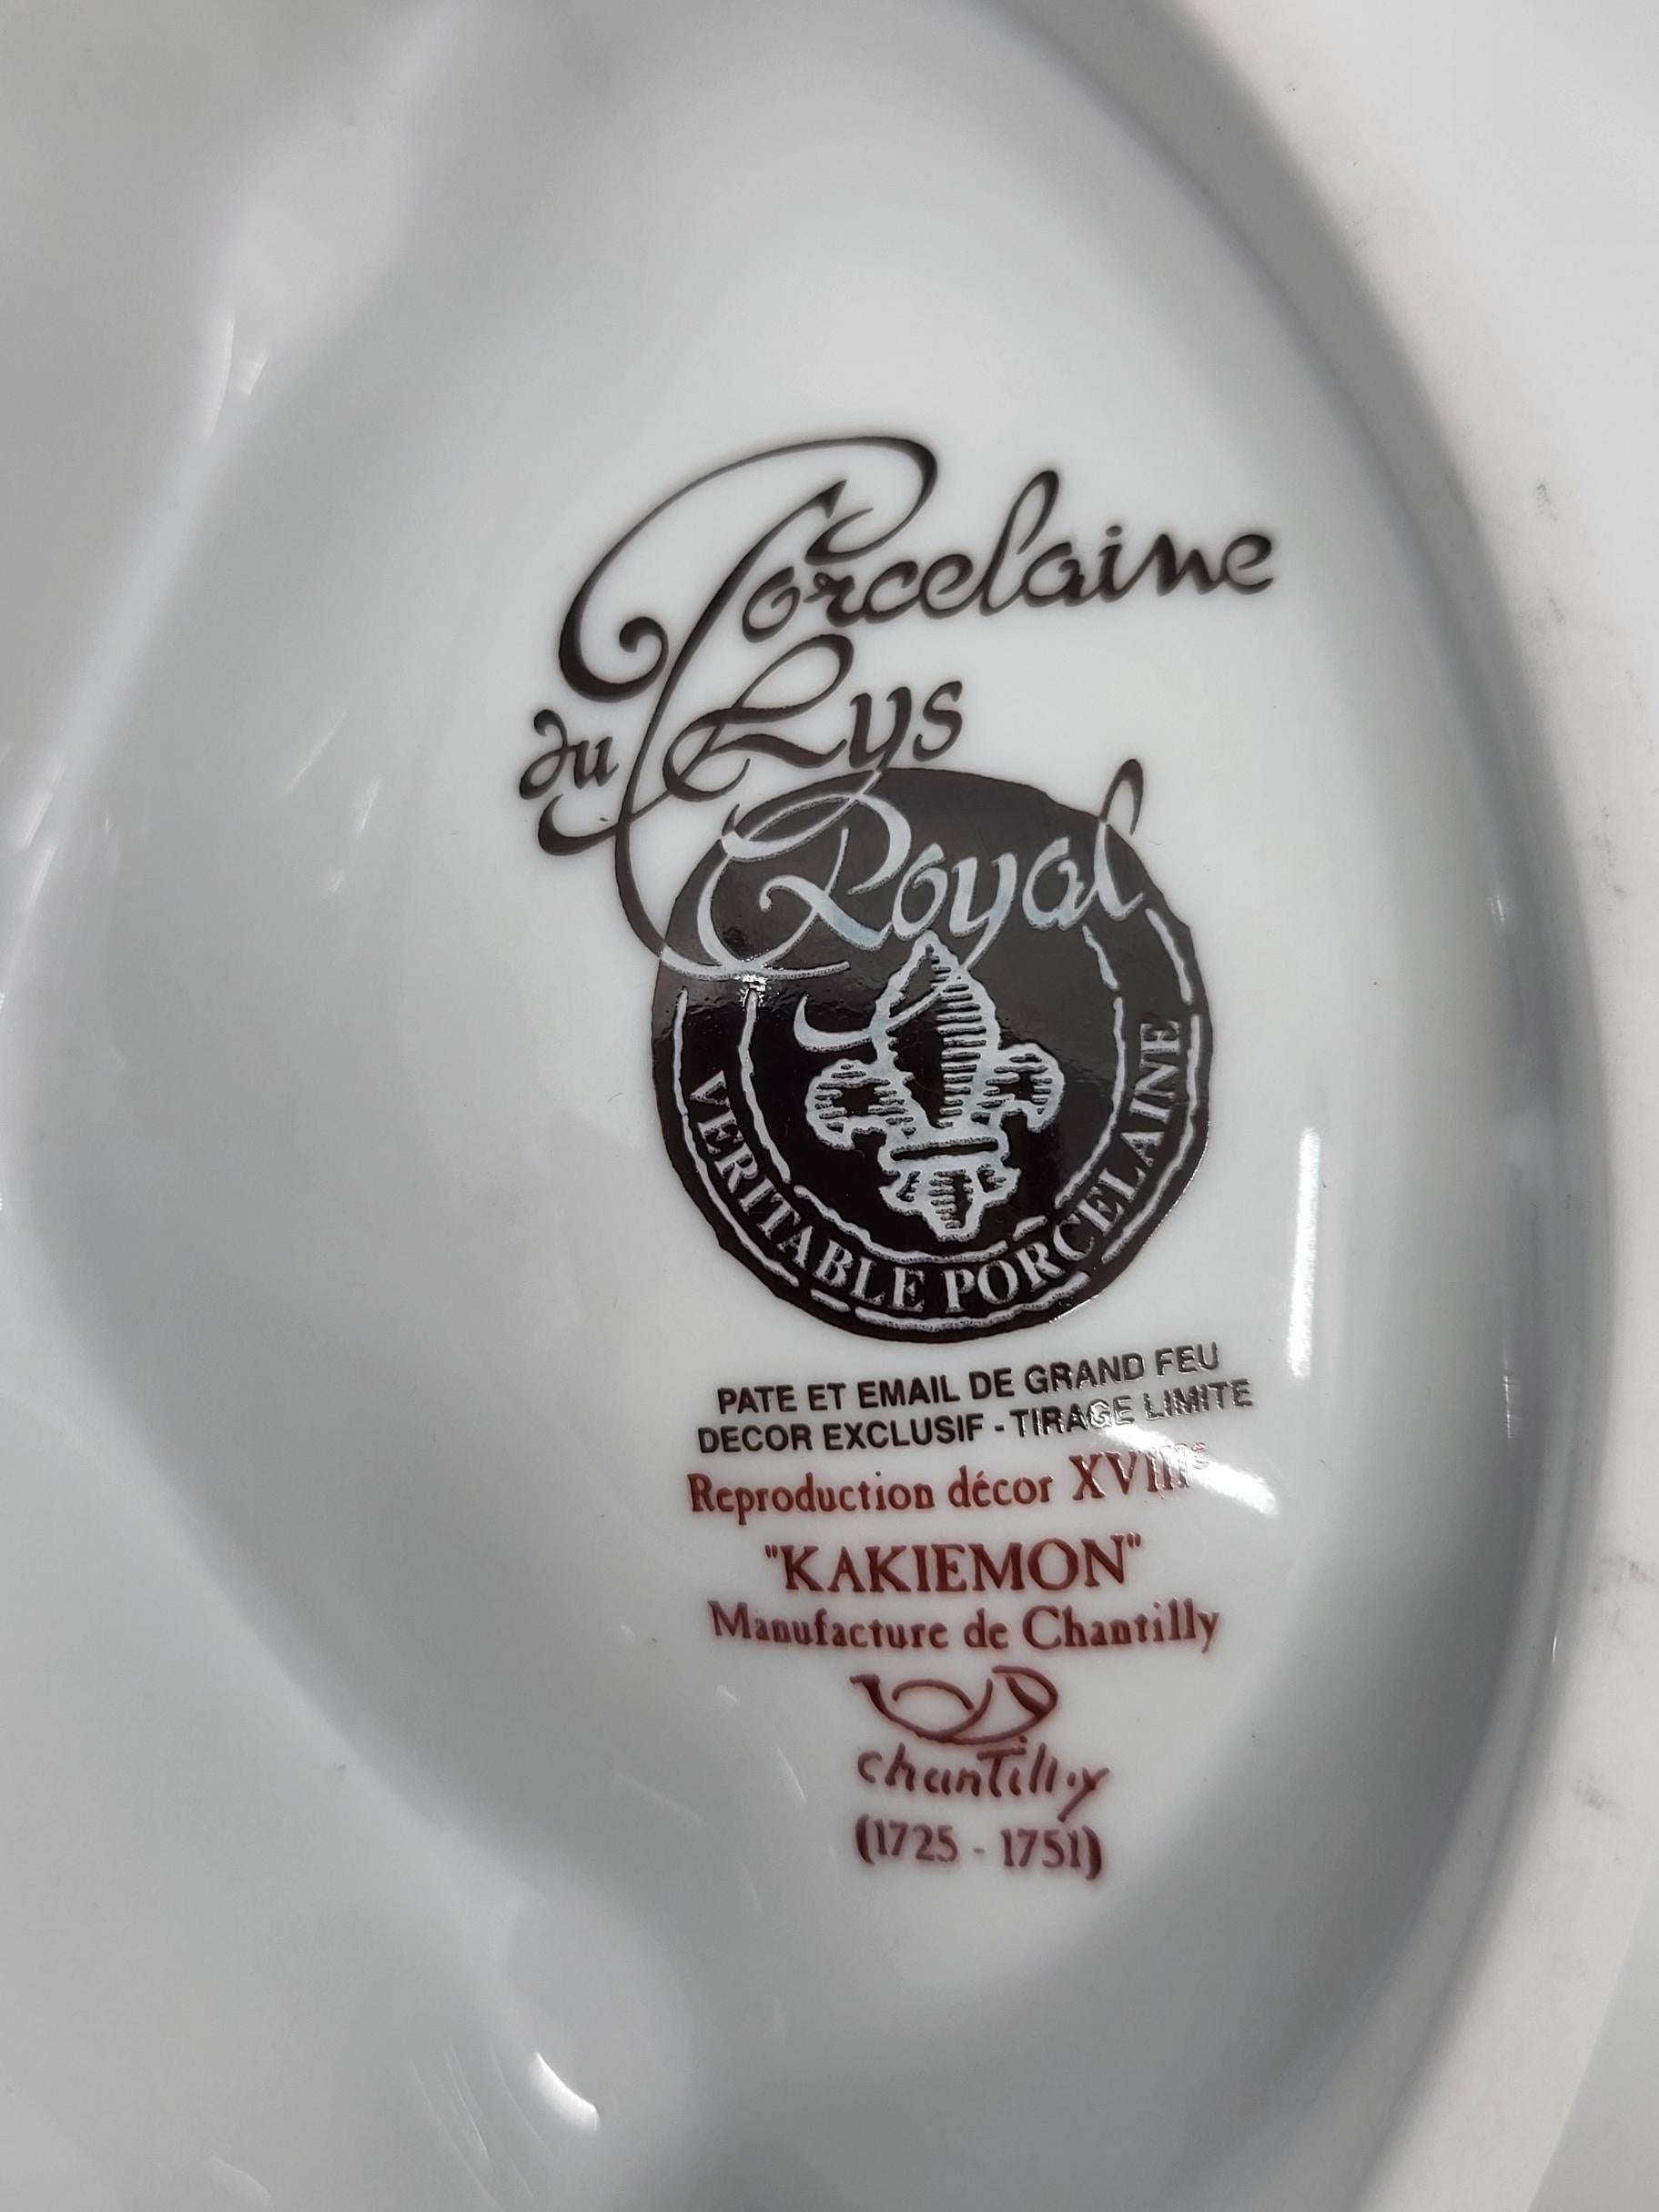 Porcelaine
du Lys
Royal
VERITABLE PORCELAINE
PATE ET EMAIL DE GRAND FEU
DECOR EXCLUSIF - TIRAGE LIMITE
Reproduction décor XVIIIe
"KAKIEMON"
Manufacture de Chantilly
chantilly
(1725 - 1751)